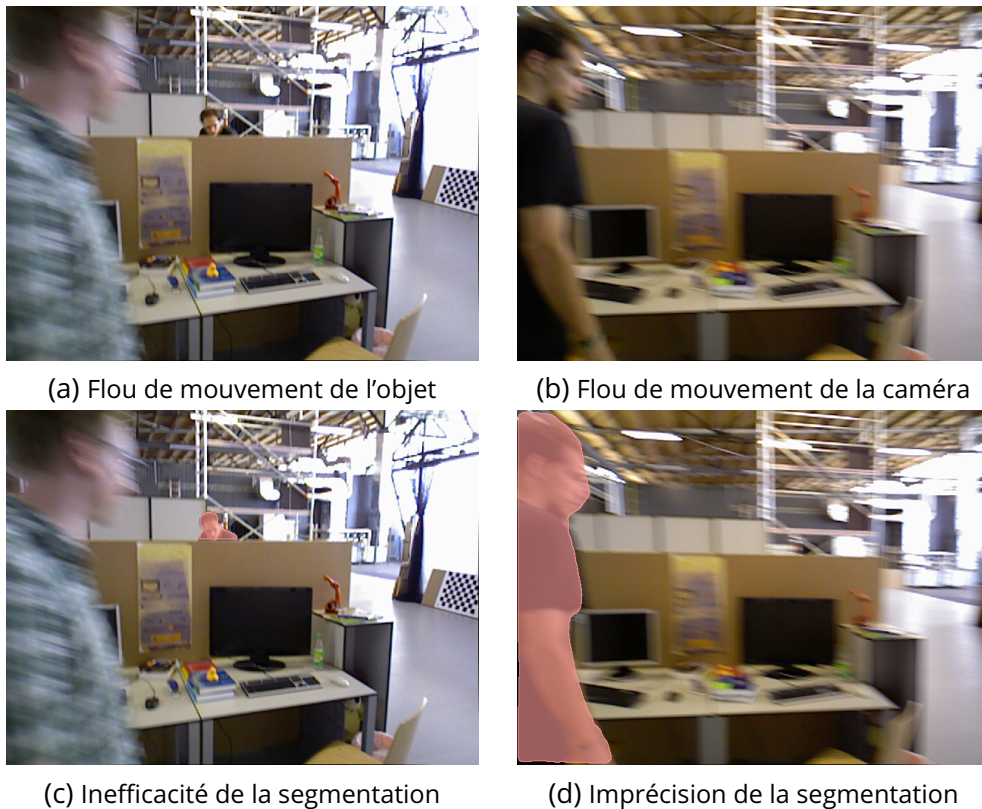 (a) Flou de mouvement de l'objet
(b) Flou de mouvement de la caméra
(c) Inefficacité de la segmentation
(d) Imprécision de la segmentation